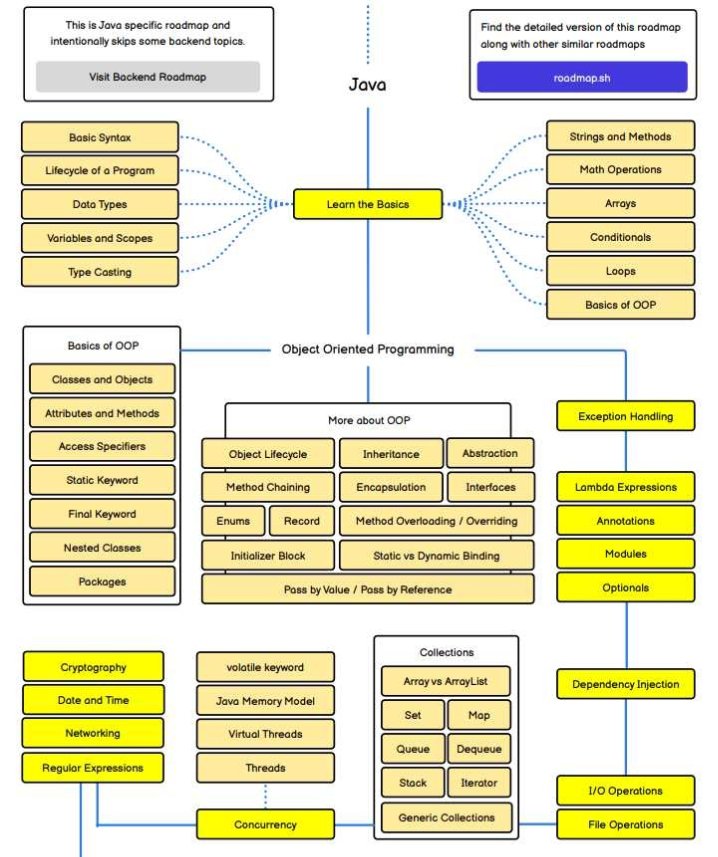 This is Java specific roadmap and
intentionally skips some backend topics.
Visit Backend Roadmap
Find the detailed version of this roadmap
along with other similar roadmaps
roadmap.sh
Java
Basic Syntax
Lifecycle of a Program
Data Types
Variables and Scopes
Type Casting
Learn the Basics
Strings and Methods
Math Operations
Arrays
Conditionals
Loops
Basics of OOP
Object Oriented Programming
Basics of OOP
Classes and Objects
Attributes and Methods
Access Specifiers
Static Keyword
Final Keyword
Nested Classes
Packages
More about OOP
Object Lifecycle
Inheritance
Abstraction
Method Chaining
Encapsulation
Interfaces
Enums
Record
Method Overloading / Overriding
Initializer Block
Static vs Dynamic Binding
Pass by Value / Pass by Reference
Exception Handling
Lambda Expressions
Annotations
Modules
Optionals
Dependency Injection
I/O Operations
File Operations
Collections
Array vs ArrayList
Set
Map
Queue
Dequeue
Stack
Iterator
Generic Collections
volatile keyword
Java Memory Model
Virtual Threads
Threads
Concurrency
Cryptography
Date and Time
Networking
Regular Expressions